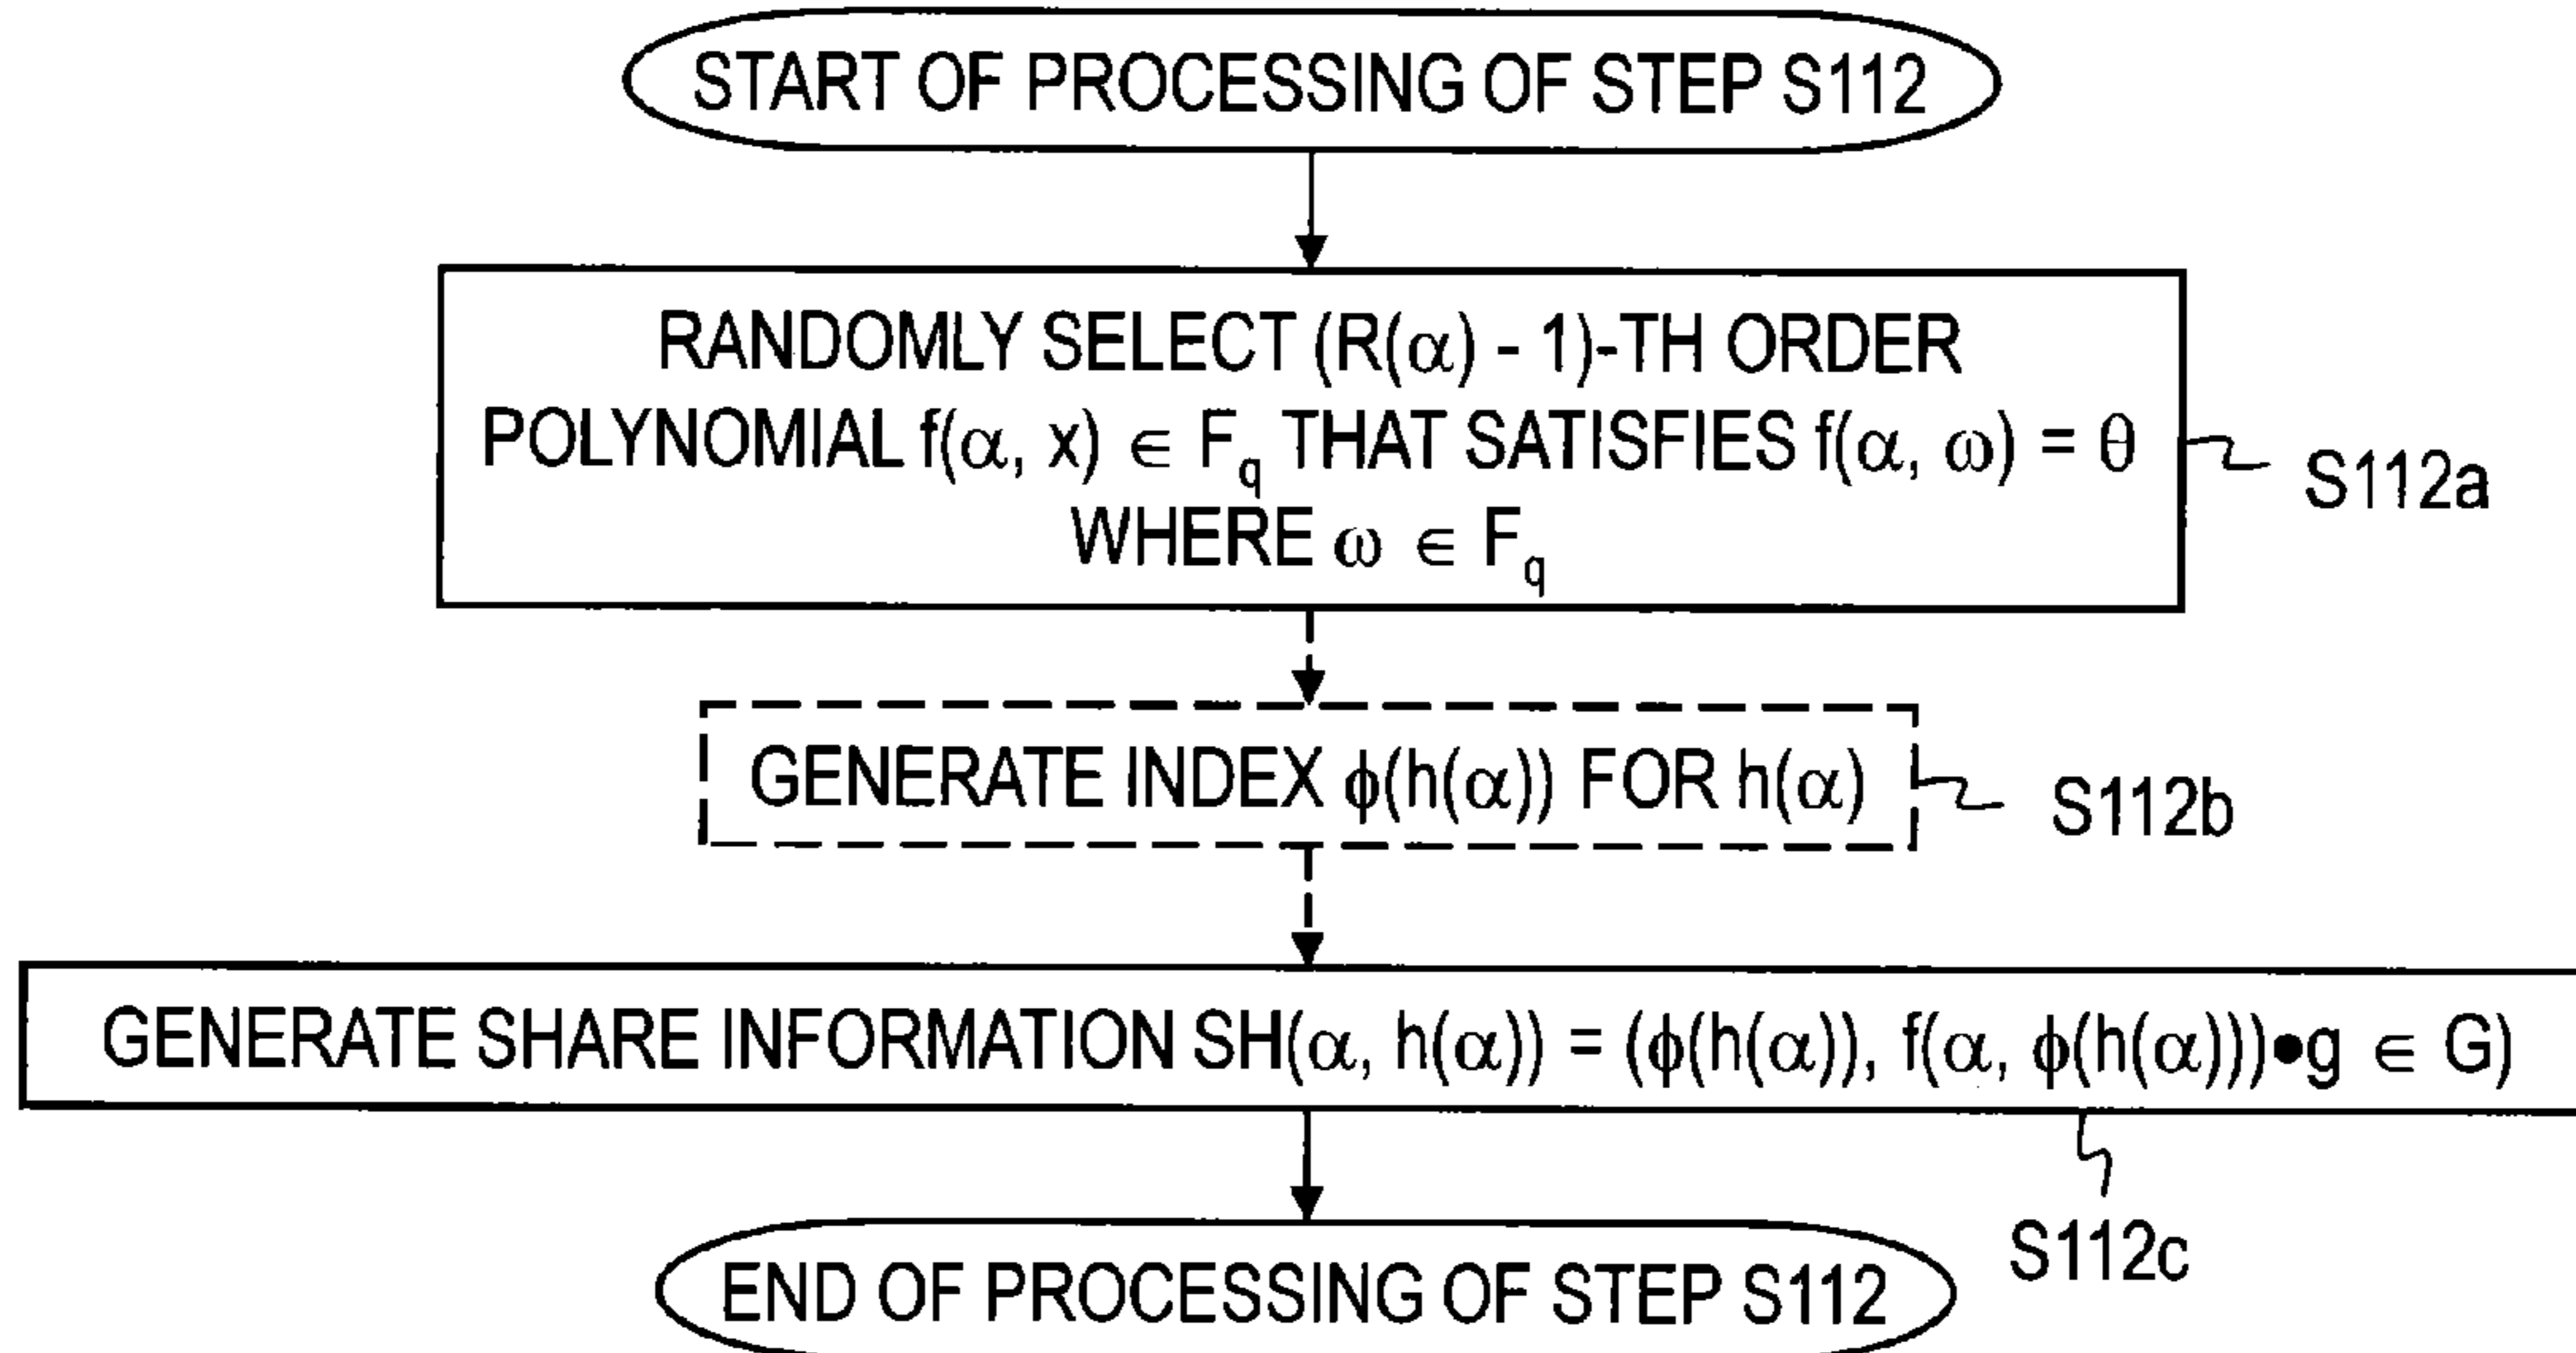 START OF PROCESSING OF STEP S112
RANDOMLY SELECT (R(α) - 1)-TH ORDER
POLYNOMIAL f(α, x) ∈ F_q THAT SATISFIES f(α, ω) = θ
WHERE ω ∈ F_q
S112a
GENERATE INDEX ϕ(h(α)) FOR h(α)
S112b
GENERATE SHARE INFORMATION SH(α, h(α)) = (ϕ(h(α)), f(α, ϕ(h(α)))●g ∈ G)
S112c
END OF PROCESSING OF STEP S112